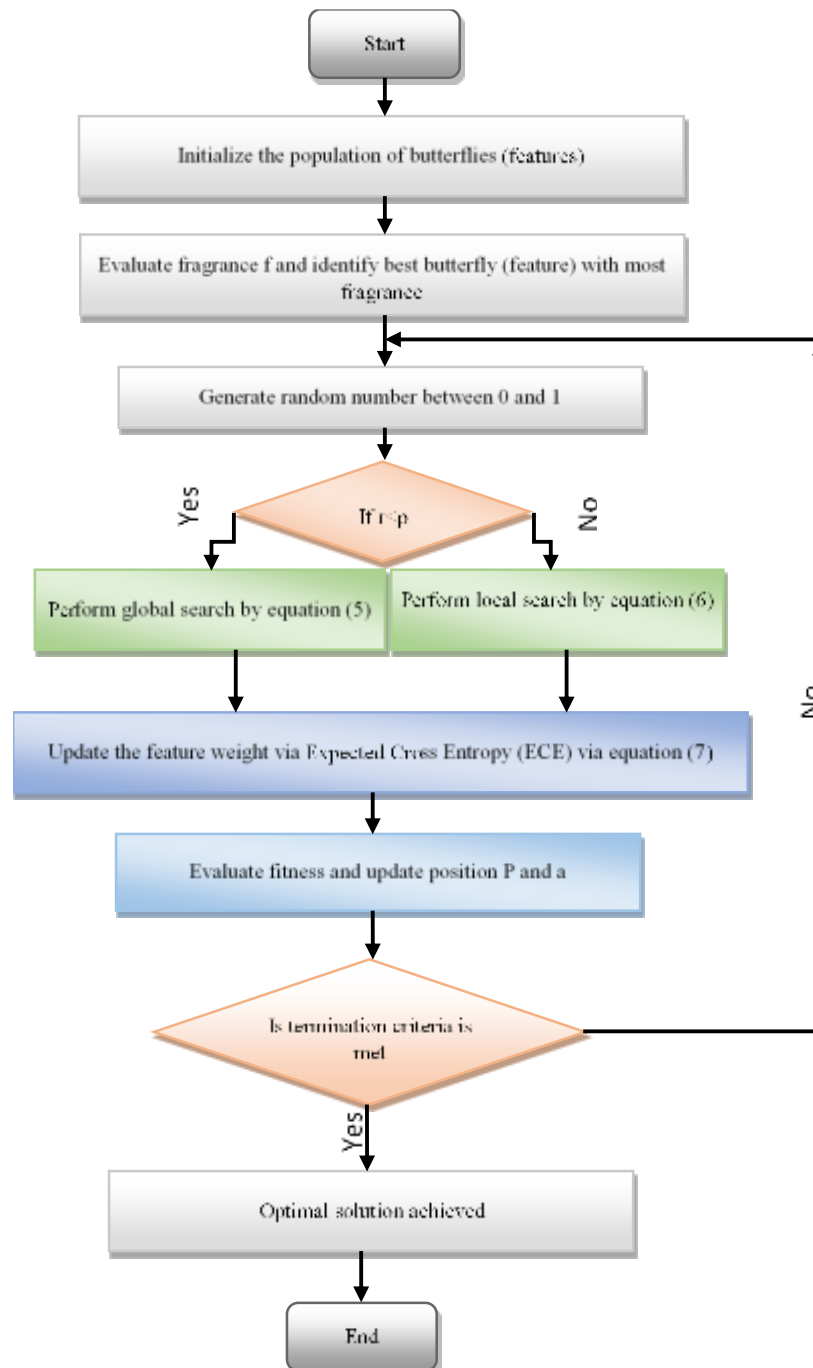 Start
Initialize the population of butterflies (features)
Evaluate fragrance f and identify best butterfly (feature) with most
fragrance
Generate random number between 0 and 1
If r<p
Yes
No
Perform global search by equation (5)
Perform local search by equation (6)
No
Update the feature weight via Expected Cross Entropy (ECE) via equation (7)
Evaluate fitness and update position P and a
Is termination criteria is
met
Yes
Optimal solution achieved
End